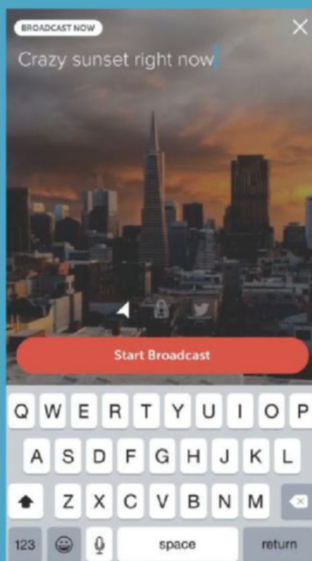 BROADCAST NOW
Crazy sunset right now
Start Broadcast
Q W E R T Y U I O P
A S D F G H J K L
Z X C V B N M
123 space return